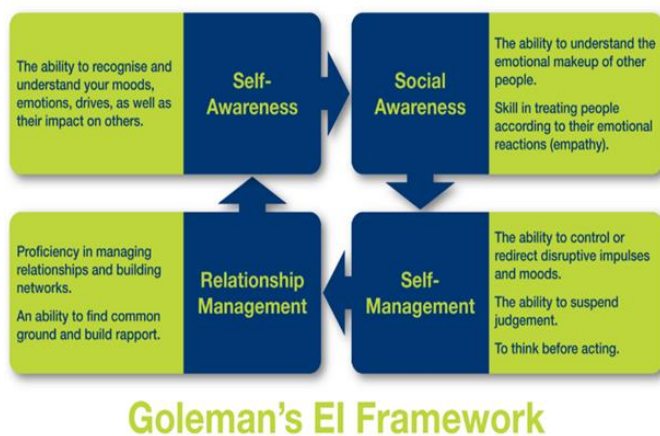 The ability to recognise and
understand your moods,
emotions, drives, as well as
their impact on others.
Self-
Awareness
Social
Awareness
The ability to understand the
emotional makeup of other
people.
Skill in treating people
according to their emotional
reactions (empathy).
Proficiency in managing
relationships and building
networks.
An ability to find common
ground and build rapport.
Relationship
Management
Self-
Management
The ability to control or
redirect disruptive impulses
and moods.
The ability to suspend
judgement.
To think before acting.
Goleman's EI Framework